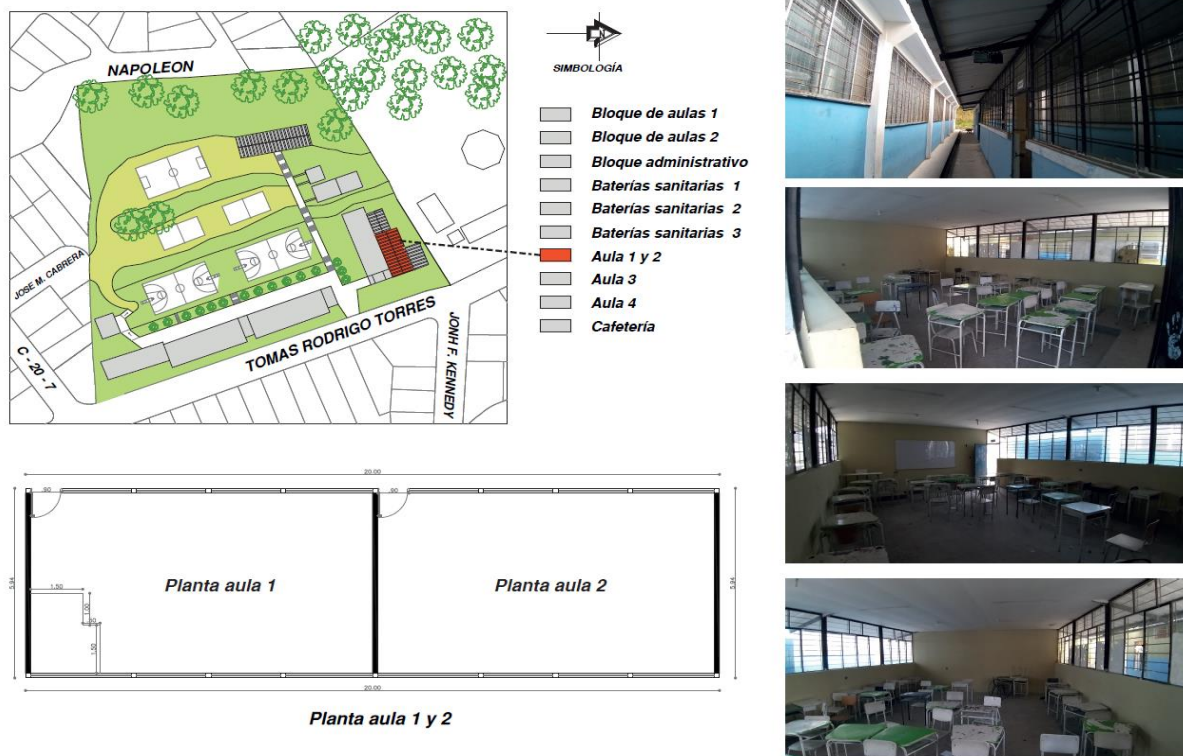 NAPOLEON
JOSE M. CABRERA
C - 20 - 7
TOMAS RODRIGO TORRES
JONH F. KENNEDY
N
SIMBOLOGÍA
Bloque de aulas 1
Bloque de aulas 2
Bloque administrativo
Baterías sanitarias 1
Baterías sanitarias 2
Baterías sanitarias 3
Aula 1 y 2
Aula 3
Aula 4
Cafetería
20.00
.90
.90
5.94
5.94
Planta aula 1
Planta aula 2
1.50
1.00
1.50
20.00
Planta aula 1 y 2